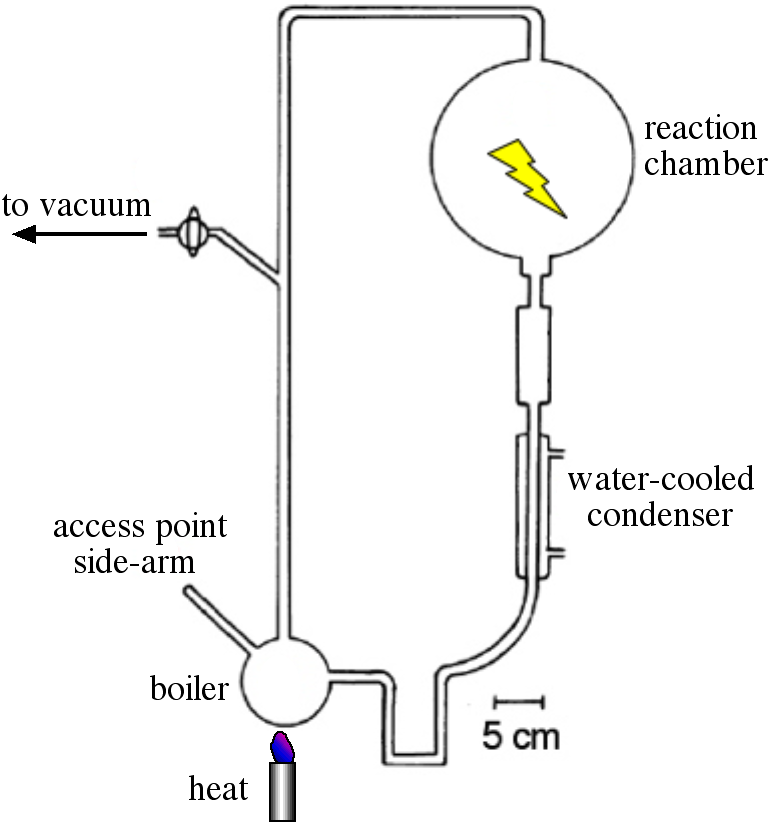 reaction
chamber
to vacuum
water-cooled
condenser
access point
side-arm
boiler
5 cm
heat